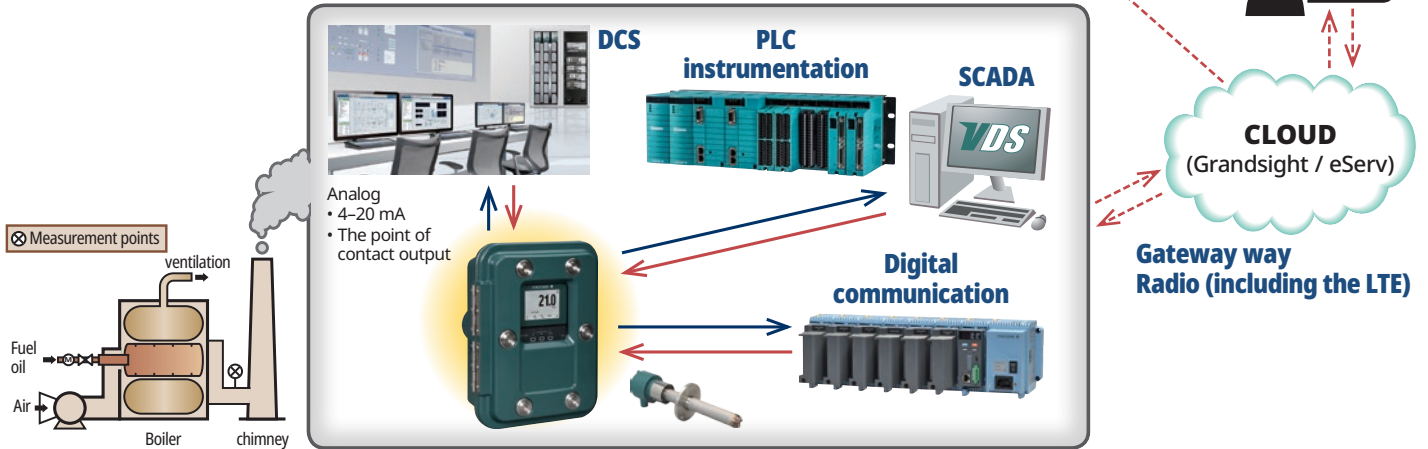 DCS
PLC
instrumentation
SCADA
VDS
CLOUD
(Grandsight / eServ)
Analog
• 4–20 mA
• The point of
contact output
Measurement points
ventilation
Gateway way
Radio (including the LTE)
Digital
communication
21.0
Fuel
oil
M
Air
Boiler
chimney